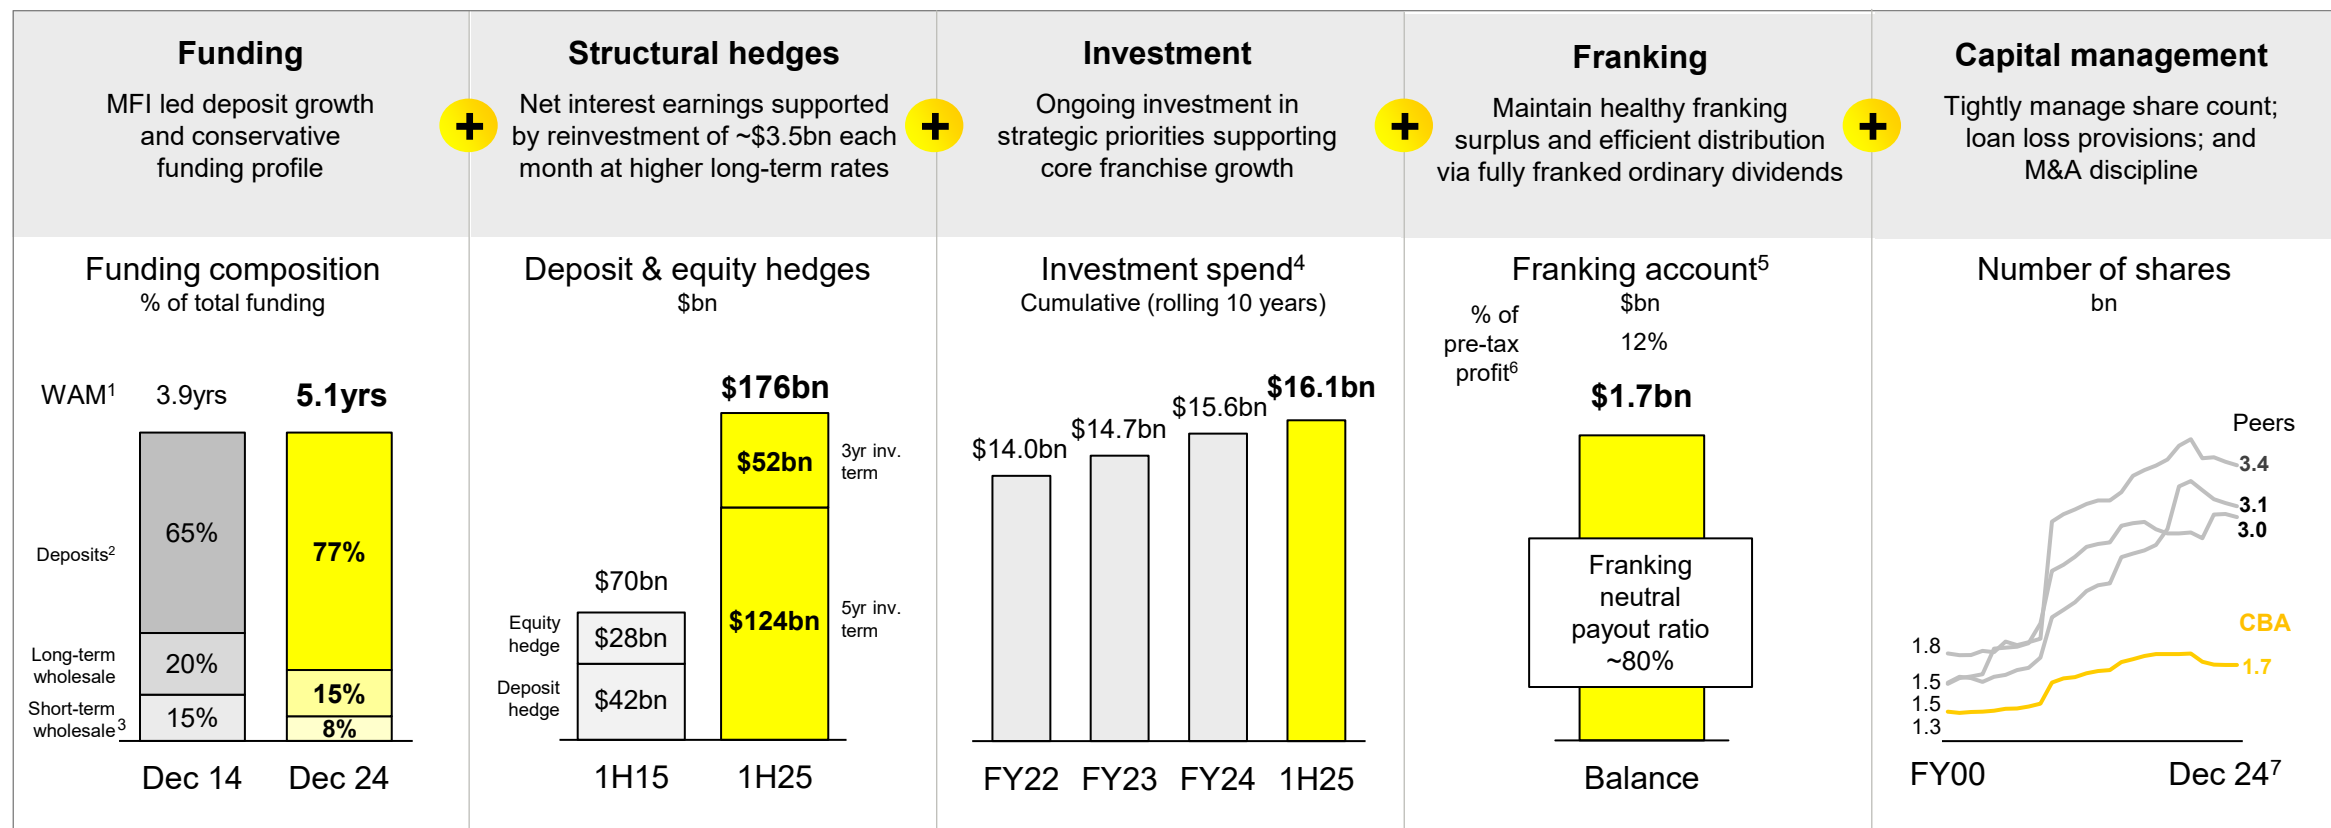 Funding
MFI led deposit growth
and conservative
funding profile
+
Structural hedges
Net interest earnings supported
by reinvestment of ~$3.5bn each
month at higher long-term rates
+
Investment
Ongoing investment in
strategic priorities supporting
core franchise growth
+
Franking
Maintain healthy franking
surplus and efficient distribution
via fully franked ordinary dividends
+
Capital management
Tightly manage share count;
loan loss provisions; and
M&A discipline
Funding composition
% of total funding
WAM¹ 3.9yrs 5.1yrs
Deposits² 65% 77%
Long-term
wholesale
20% 15%
Short-term
wholesale³
15% 8%
Dec 14 Dec 24
Deposit & equity hedges
$bn
$176bn
$52bn
3yr inv.
term
$70bn
Equity
hedge
$28bn
$124bn
5yr inv.
term
Deposit
hedge
$42bn
1H15 1H25
Investment spend⁴
Cumulative (rolling 10 years)
$14.0bn $14.7bn $15.6bn $16.1bn
FY22 FY23 FY24 1H25
Franking account⁵
$bn
% of
pre-tax
profit⁶
12%
$1.7bn
Franking
neutral
payout ratio
~80%
Balance
Number of shares
bn
Peers
3.4
3.1
3.0
CBA
1.7
1.8
1.5
1.5
1.3
FY00 Dec 24⁷